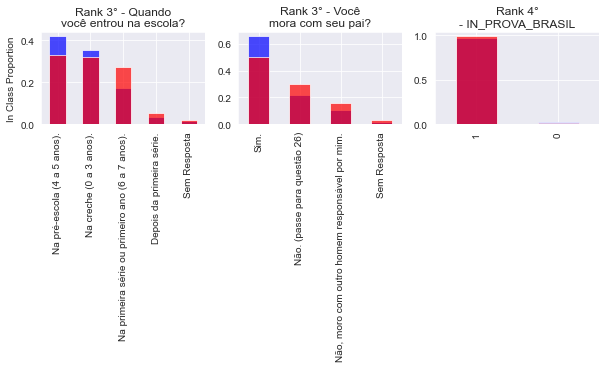 Rank 3° - Quando
você entrou na escola?
In Class Proportion
0.4
0.2
0.0
Na pré-escola (4 a 5 anos).
Na creche (0 a 3 anos).
Na primeira série ou primeiro ano (6 a 7 anos).
Depois da primeira série.
Sem Resposta
Rank 3° - Você
mora com seu pai?
0.6
0.4
0.2
0.0
Sim.
Não. (passe para questão 26)
Não, moro com outro homem responsável por mim.
Sem Resposta
Rank 4°
- IN_PROVA_BRASIL
1.0
0.5
0.0
1
0